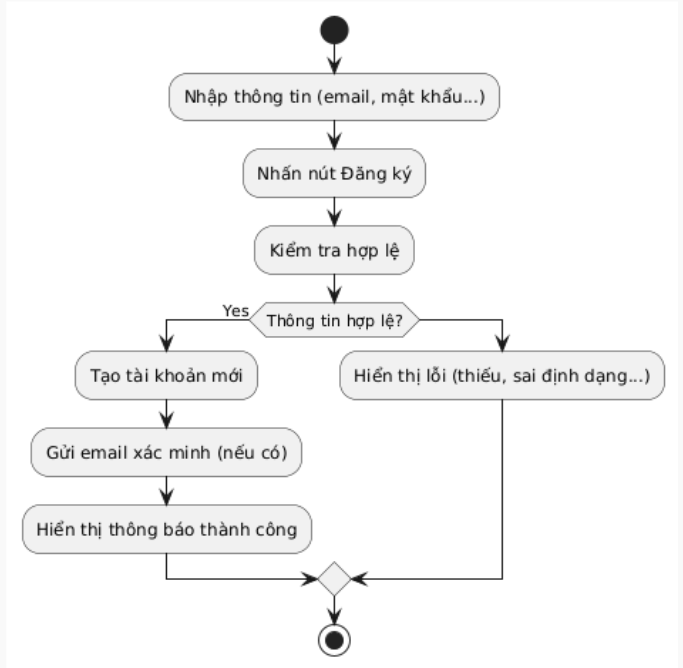 Nhập thông tin (email, mật khẩu...)
Nhấn nút Đăng ký
Kiểm tra hợp lệ
Yes
Thông tin hợp lệ?
Tạo tài khoản mới
Hiển thị lỗi (thiếu, sai định dạng...)
Gửi email xác minh (nếu có)
Hiển thị thông báo thành công